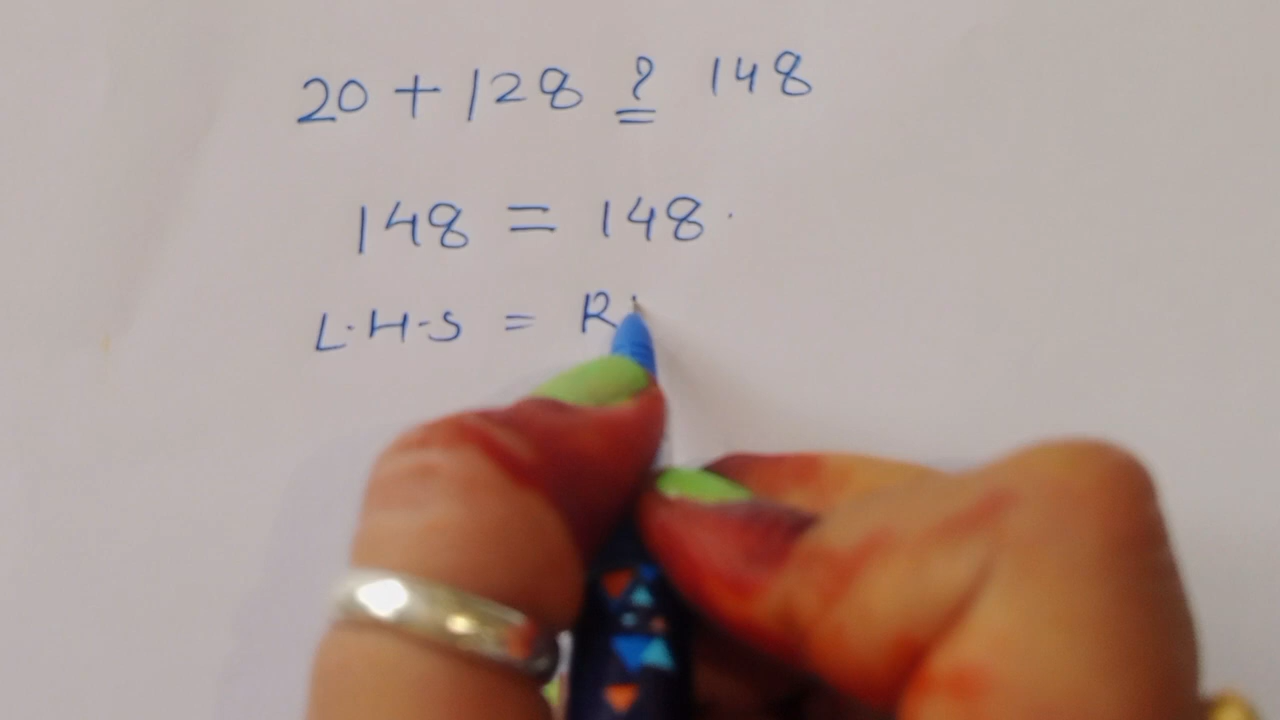 20 + 128 ≟ 148
148 = 148.
L.H.S = R